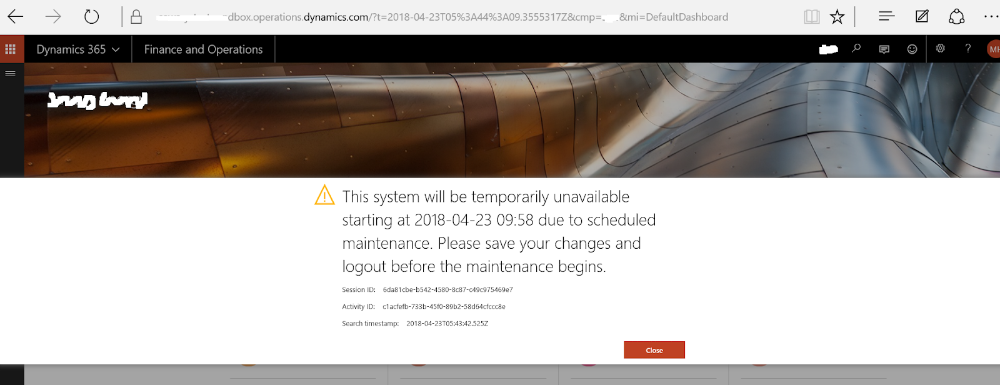 dbox.operations.dynamics.com/?t=2018-04-23T05%3A44%3A09.3555317Z&cmp=
&mi=DefaultDashboard
Dynamics 365
Finance and Operations
?
MH
This system will be temporarily unavailable
starting at 2018-04-23 09:58 due to scheduled
maintenance. Please save your changes and
logout before the maintenance begins.
Session ID: 6da81cbe-b542-4580-8c87-c49c975469e7
Activity ID: c1acfefb-733b-45f0-89b2-58d64cfccc8e
Search timestamp: 2018-04-23T05:43:42.525Z
Close